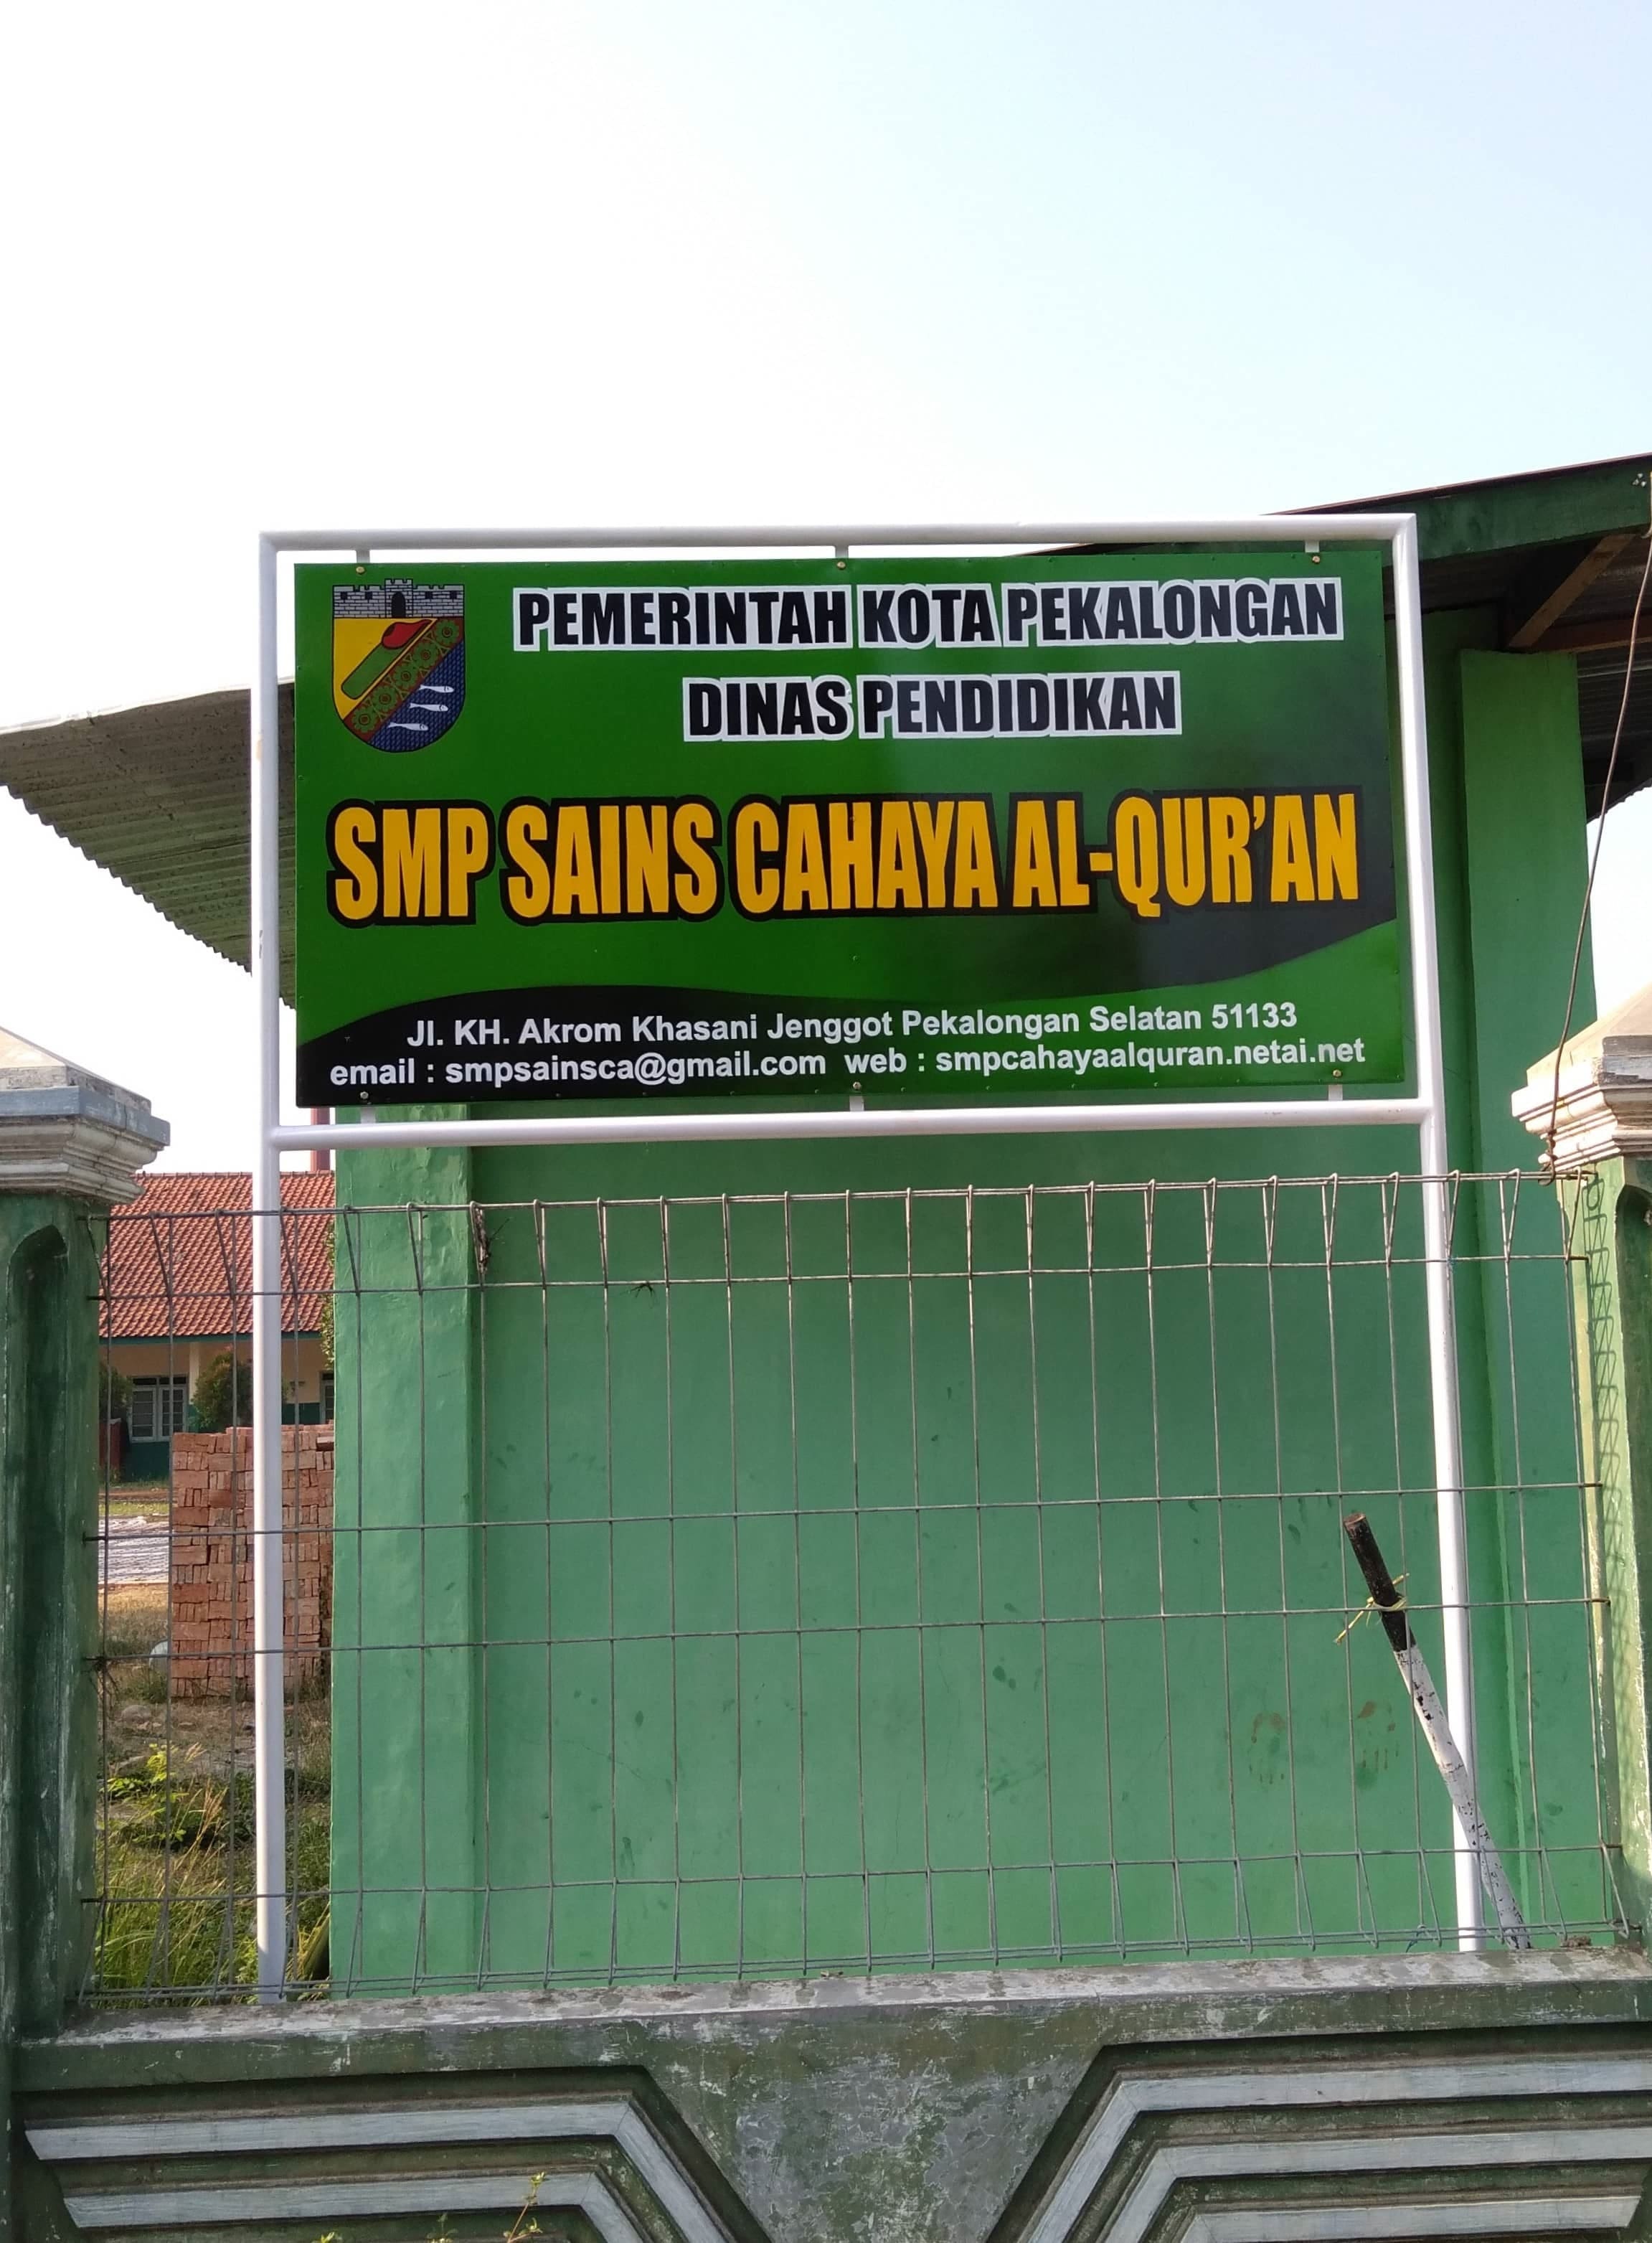 PEMERINTAH KOTA PEKALONGAN
DINAS PENDIDIKAN
SMP SAINS CAHAYA AL-QUR'AN
Jl. KH. Akrom Khasani Jenggot Pekalongan Selatan 51133
email : smpsainsca@gmail.com web : smpcahayaalquran.netai.net